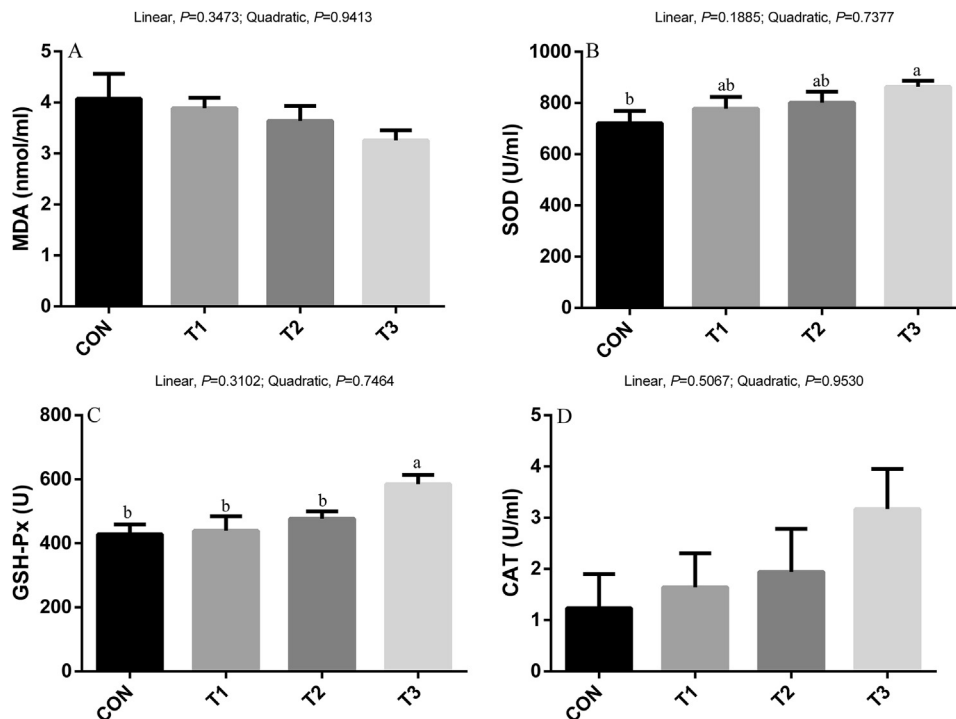 Linear, P=0.3473; Quadratic, P=0.9413
A
MDA (nmol/ml)
5
4
3
2
1
0
CON
T1
T2
T3
Linear, P=0.1885; Quadratic, P=0.7377
B
SOD (U/ml)
1000
800
600
400
200
0
b
ab
ab
a
CON
T1
T2
T3
Linear, P=0.3102; Quadratic, P=0.7464
C
GSH-Px (U)
800
600
400
200
0
b
b
b
a
CON
T1
T2
T3
Linear, P=0.5067; Quadratic, P=0.9530
D
CAT (U/ml)
5
4
3
2
1
0
CON
T1
T2
T3